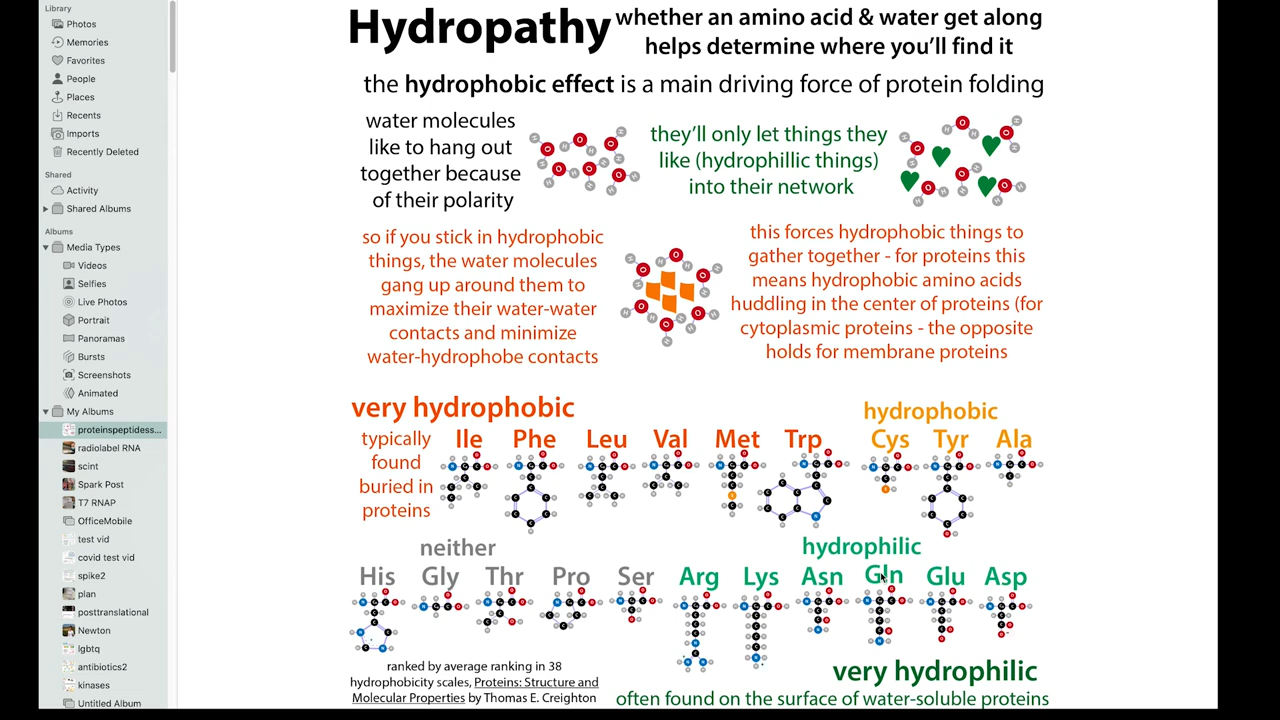 Library
Photos
Memories
Favorites
People
Places
Recents
Imports
Recently Deleted
Shared
Activity
Shared Albums
Albums
Media Types
Videos
Selfies
Live Photos
Portrait
Panoramas
Bursts
Screenshots
Animated
My Albums
proteinspeptidess...
radiolabel RNA
scint
Spark Post
T7 RNAP
OfficeMobile
test vid
covid test vid
spike2
plan
posttranslational
Newton
lgbtq
antibiotics2
kinases
Untitled Album
Hydropathy
whether an amino acid & water get along
helps determine where you'll find it
the hydrophobic effect is a main driving force of protein folding
water molecules
like to hang out
together because
of their polarity
they'll only let things they
like (hydrophillic things)
into their network
so if you stick in hydrophobic
things, the water molecules
gang up around them to
maximize their water-water
contacts and minimize
water-hydrophobe contacts
this forces hydrophobic things to
gather together - for proteins this
means hydrophobic amino acids
huddling in the center of proteins (for
cytoplasmic proteins - the opposite
holds for membrane proteins
very hydrophobic
hydrophobic
typically
found
buried in
proteins
Ile Phe Leu Val Met Trp Cys Tyr Ala
neither
hydrophilic
His Gly Thr Pro Ser Arg Lys Asn Gln Glu Asp
ranked by average ranking in 38
hydrophobicity scales, Proteins: Structure and
Molecular Properties by Thomas E. Creighton
very hydrophilic
often found on the surface of water-soluble proteins